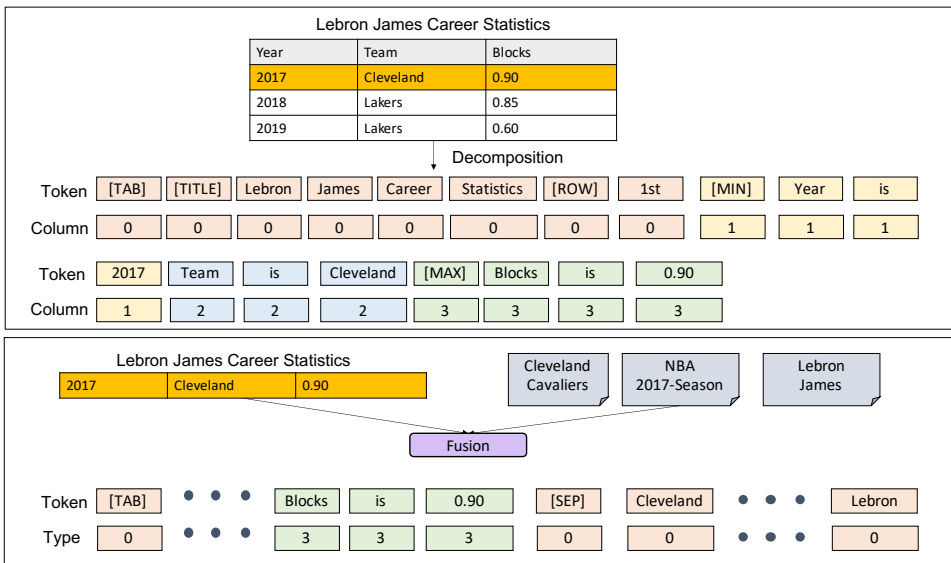 Lebron James Career Statistics
Year Team Blocks
2017 Cleveland 0.90
2018 Lakers 0.85
2019 Lakers 0.60
Decomposition
Token [TAB] [TITLE] Lebron James Career Statistics [ROW] 1st [MIN] Year is
Column 0 0 0 0 0 0 0 0 1 1 1
Token 2017 Team is Cleveland [MAX] Blocks is 0.90
Column 1 2 2 2 3 3 3 3
Lebron James Career Statistics
2017 Cleveland 0.90
Cleveland
Cavaliers
NBA
2017-Season
Lebron
James
Fusion
Token [TAB] • • • Blocks is 0.90 [SEP] Cleveland • • • Lebron
Type 0 • • • 3 3 3 0 0 • • • 0